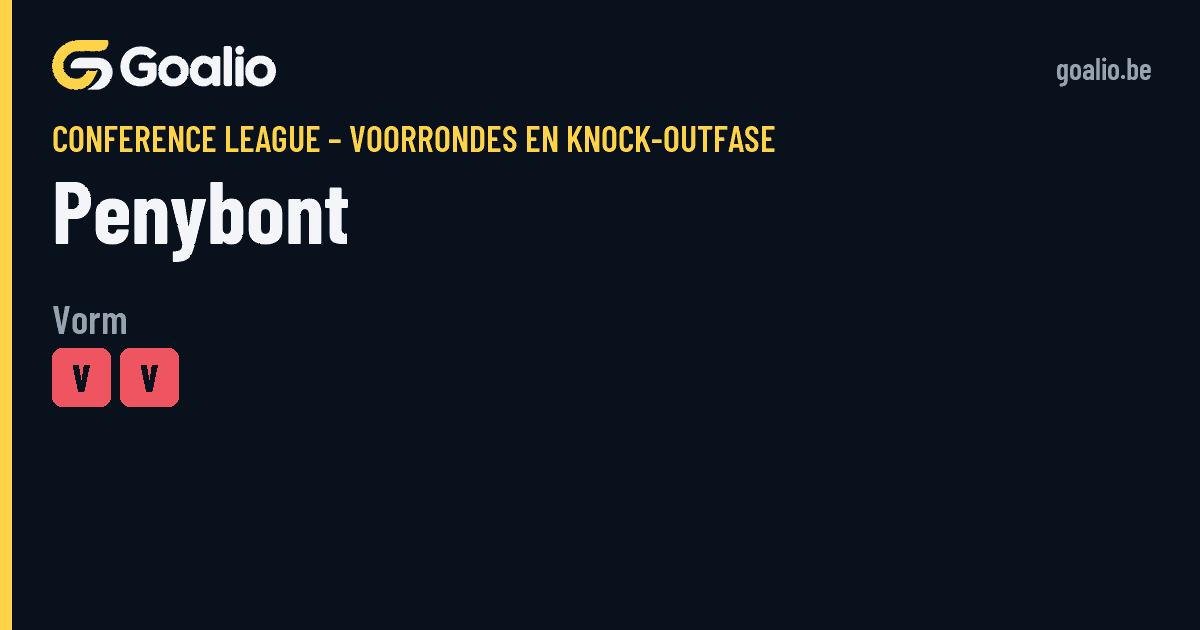 Goalio
goalio.be
CONFERENCE LEAGUE – VOORRONDES EN KNOCK-OUTFASE
Penybont
Vorm
V V